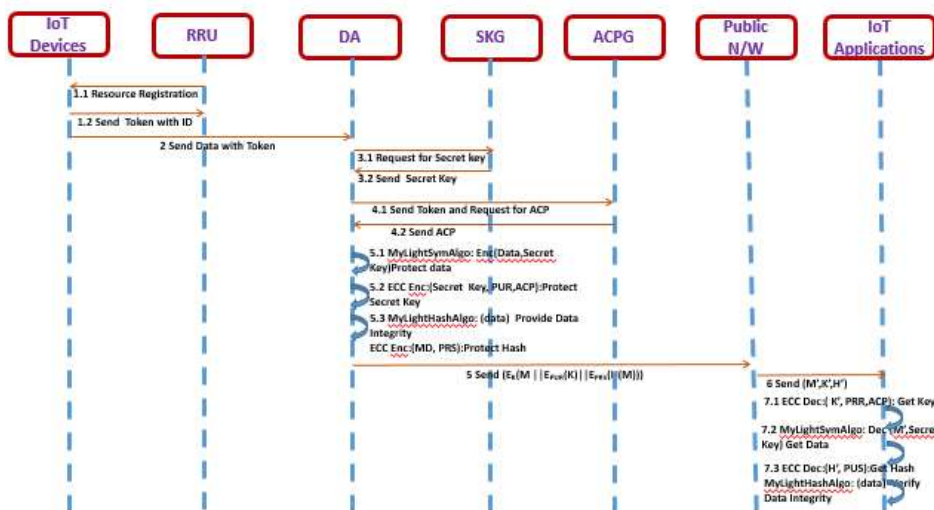 IoT
Devices
RRU
DA
SKG
ACPG
Public
N/W
IoT
Applications
1.1 Resource Registration
1.2 Send Token with ID
2 Send Data with Token
3.1 Request for Secret key
3.2 Send Secret Key
4.1 Send Token and Request for ACP
4.2 Send ACP
5.1 MyLightSymAlgo: Enc(Data,Secret
Key)Protect data
5.2 ECC Enc:(Secret Key, PUR,ACP):Protect
Secret Key
5.3 MyLightHashAlgo: (data) Provide Data
Integrity
ECC Enc:(MD, PRS):Protect Hash
5 Send (EK(M ||EPUR(K)||EPRS(H(M)))
6 Send (M',K',H')
7.1 ECC Dec:( K', PRR,ACP): Get Key
7.2 MyLightSymAlgo: Dec (M',Secre
Key) Get Data
7.3 ECC Dec:(H', PUS):Get Hash
MyLightHashAlgo: (data) Verify
Data Integrity